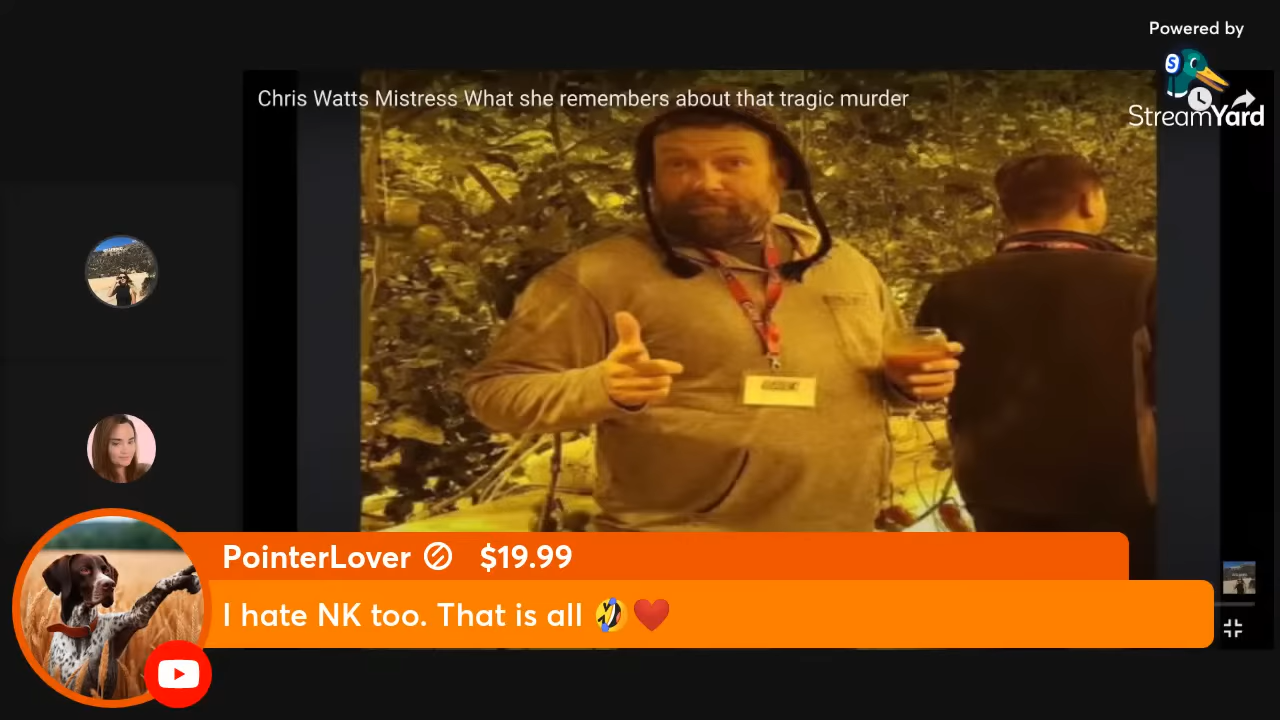 Powered by
StreamYard
Chris Watts Mistress What she remembers about that tragic murder
PointerLover $19.99
I hate NK too. That is all 🤣❤️